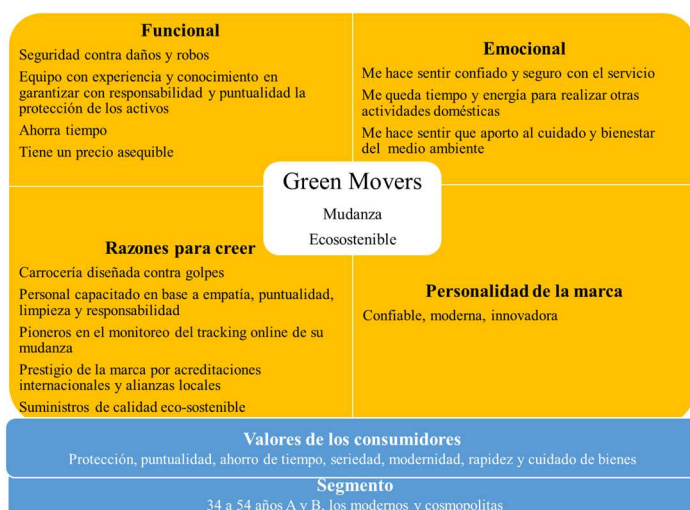 Funcional
Seguridad contra daños y robos
Equipo con experiencia y conocimiento en
garantizar con responsabilidad y puntualidad la
protección de los activos
Ahorra tiempo
Tiene un precio asequible
Emocional
Me hace sentir confiado y seguro con el servicio
Me queda tiempo y energía para realizar otras
actividades domésticas
Me hace sentir que aporto al cuidado y bienestar
del medio ambiente
Green Movers
Mudanza
Ecosostenible
Razones para creer
Carrocería diseñada contra golpes
Personal capacitado en base a empatía, puntualidad,
limpieza y responsabilidad
Pioneros en el monitoreo del tracking online de su
mudanza
Prestigio de la marca por acreditaciones
internacionales y alianzas locales
Suministros de calidad eco-sostenible
Personalidad de la marca
Confiable, moderna, innovadora
Valores de los consumidores
Protección, puntualidad, ahorro de tiempo, seriedad, modernidad, rapidez y cuidado de bienes
Segmento
34 a 54 años A y B, los modernos y cosmopolitas